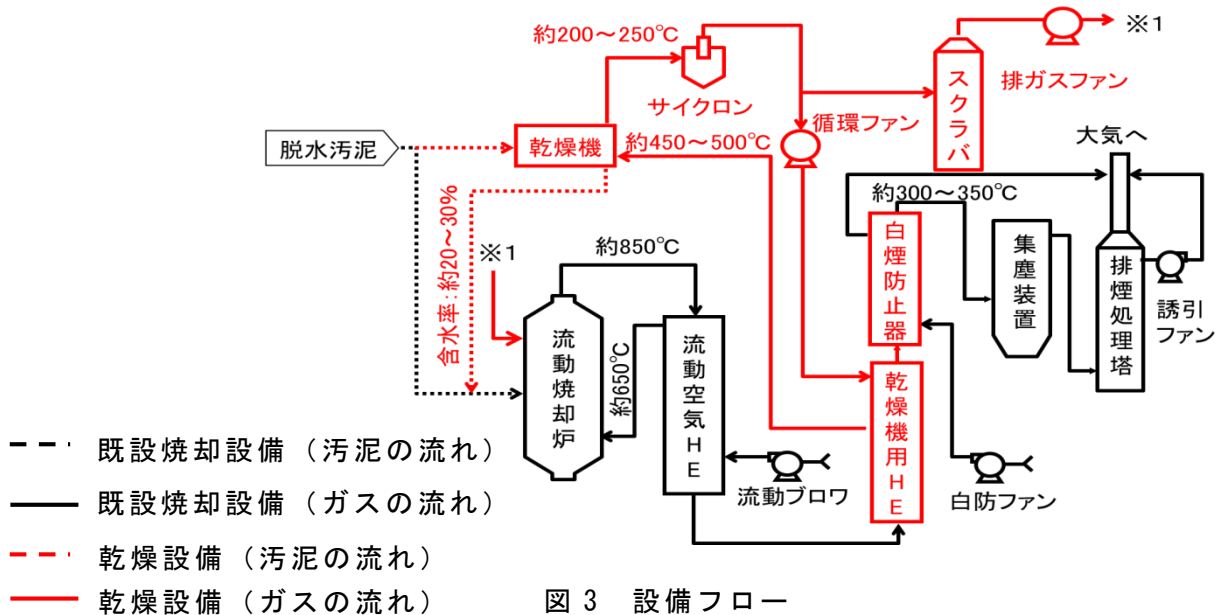 約200～250℃
サイクロン
※1
スクラバ
排ガスファン
循環ファン
脱水汚泥
乾燥機
約450～500℃
大気へ
約300～350℃
含水率：約20～30%
※1
約850℃
白煙防止器
集塵装置
排煙処理塔
誘引
ファン
流動焼却炉
約650℃
流動空気HE
乾燥機用HE
流動ブロワ
白防ファン
既設焼却設備（汚泥の流れ）
既設焼却設備（ガスの流れ）
乾燥設備（汚泥の流れ）
乾燥設備（ガスの流れ）
図3 設備フロー